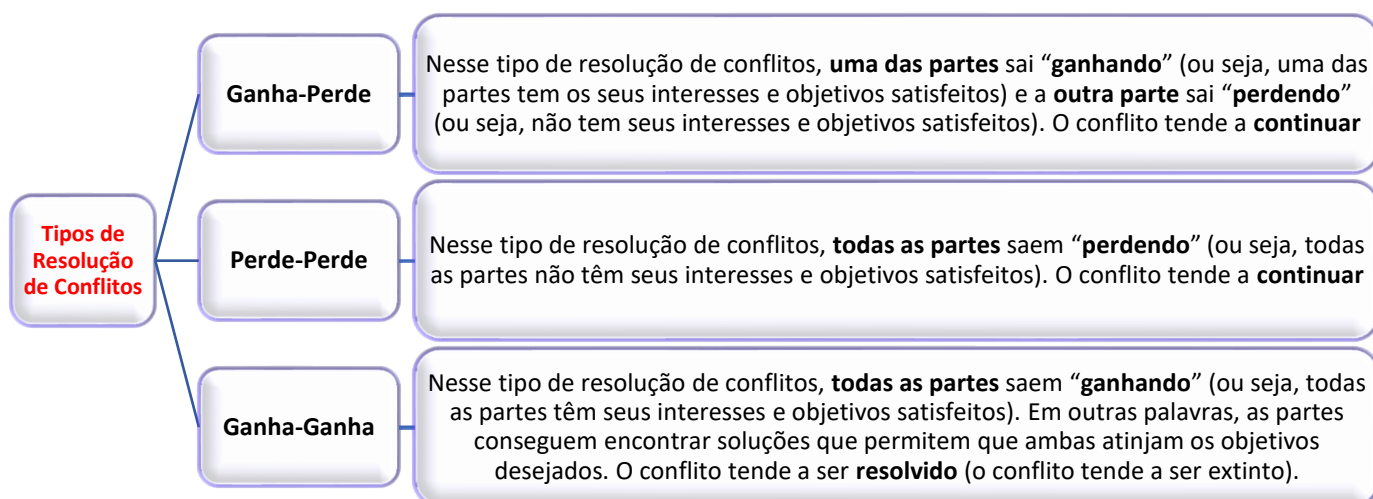 Tipos de
Resolução
de Conflitos
Ganha-Perde
Nesse tipo de resolução de conflitos, uma das partes sai “ganhando” (ou seja, uma das
partes tem os seus interesses e objetivos satisfeitos) e a outra parte sai “perdendo”
(ou seja, não tem seus interesses e objetivos satisfeitos). O conflito tende a continuar
Perde-Perde
Nesse tipo de resolução de conflitos, todas as partes saem “perdendo” (ou seja, todas
as partes não têm seus interesses e objetivos satisfeitos). O conflito tende a continuar
Ganha-Ganha
Nesse tipo de resolução de conflitos, todas as partes saem “ganhando” (ou seja, todas
as partes têm seus interesses e objetivos satisfeitos). Em outras palavras, as partes
conseguem encontrar soluções que permitem que ambas atinjam os objetivos
desejados. O conflito tende a ser resolvido (o conflito tende a ser extinto).